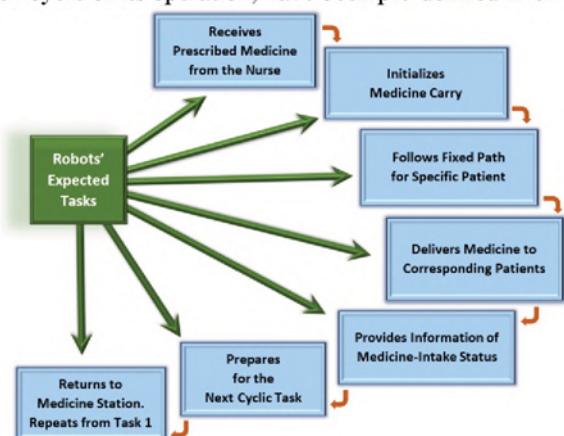 Receives
Prescribed Medicine
from the Nurse
Initializes
Medicine Carry
Robots'
Expected
Tasks
Follows Fixed Path
for Specific Patient
Delivers Medicine to
Corresponding Patients
Provides Information of
Medicine-Intake Status
Prepares
for the
Next Cyclic Task
Returns to
Medicine Station.
Repeats from Task 1